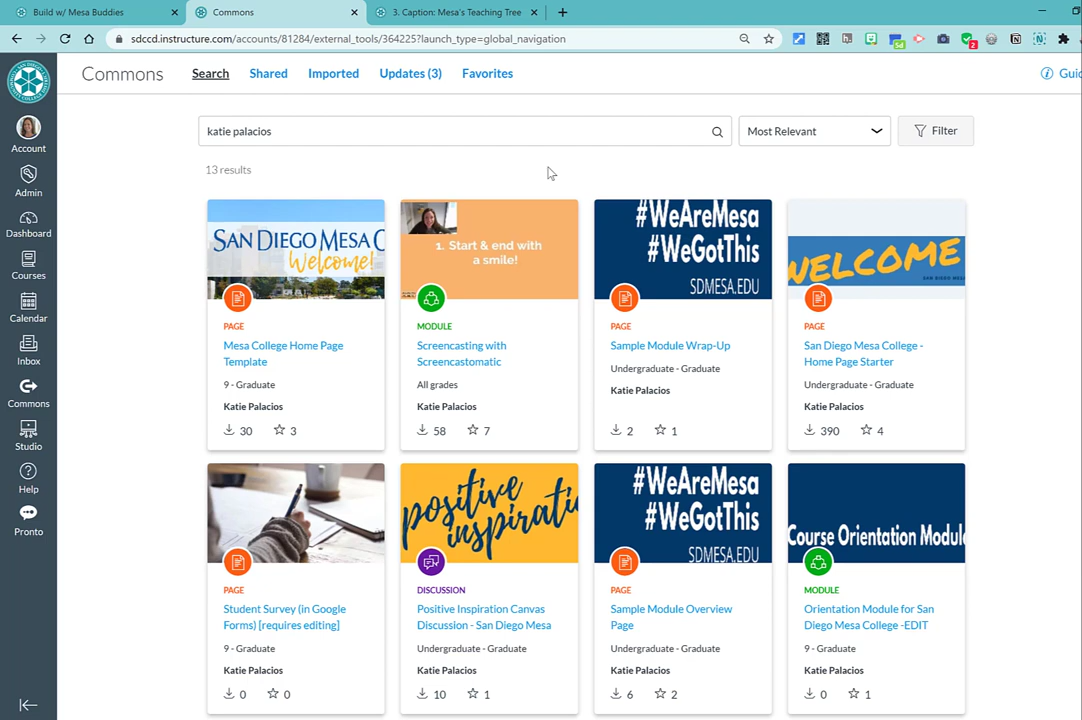 Build w/ Mesa Buddies
Commons
3. Caption: Mesa's Teaching Tree
sdccd.instructure.com/accounts/81284/external_tools/364225?launch_type=global_navigation
Commons
Search
Shared
Imported
Updates (3)
Favorites
Guid
Account
Admin
Dashboard
Courses
Calendar
Inbox
Commons
Studio
Help
Pronto
katie palacios
Most Relevant
Filter
13 results
SAN DIEGO MESA C
Welcome!
PAGE
Mesa College Home Page
Template
9 - Graduate
Katie Palacios
30
3
1. Start & end with
a smile!
MODULE
Screencasting with
Screencastomatic
All grades
Katie Palacios
58
7
#WeAreMesa
#WeGotThis
SDMESA.EDU
PAGE
Sample Module Wrap-Up
Undergraduate - Graduate
Katie Palacios
2
1
WELCOME
SAN DIEGO MES
PAGE
San Diego Mesa College -
Home Page Starter
Undergraduate - Graduate
Katie Palacios
390
4
PAGE
Student Survey (in Google
Forms) [requires editing]
9 - Graduate
Katie Palacios
0
0
positive
inspiratio
DISCUSSION
Positive Inspiration Canvas
Discussion - San Diego Mesa
Undergraduate - Graduate
Katie Palacios
10
1
#WeAreMesa
#WeGotThis
SDMESA.EDU
PAGE
Sample Module Overview
Page
Undergraduate - Graduate
Katie Palacios
6
2
Course Orientation Modul
MODULE
Orientation Module for San
Diego Mesa College -EDIT
9 - Graduate
Katie Palacios
0
1